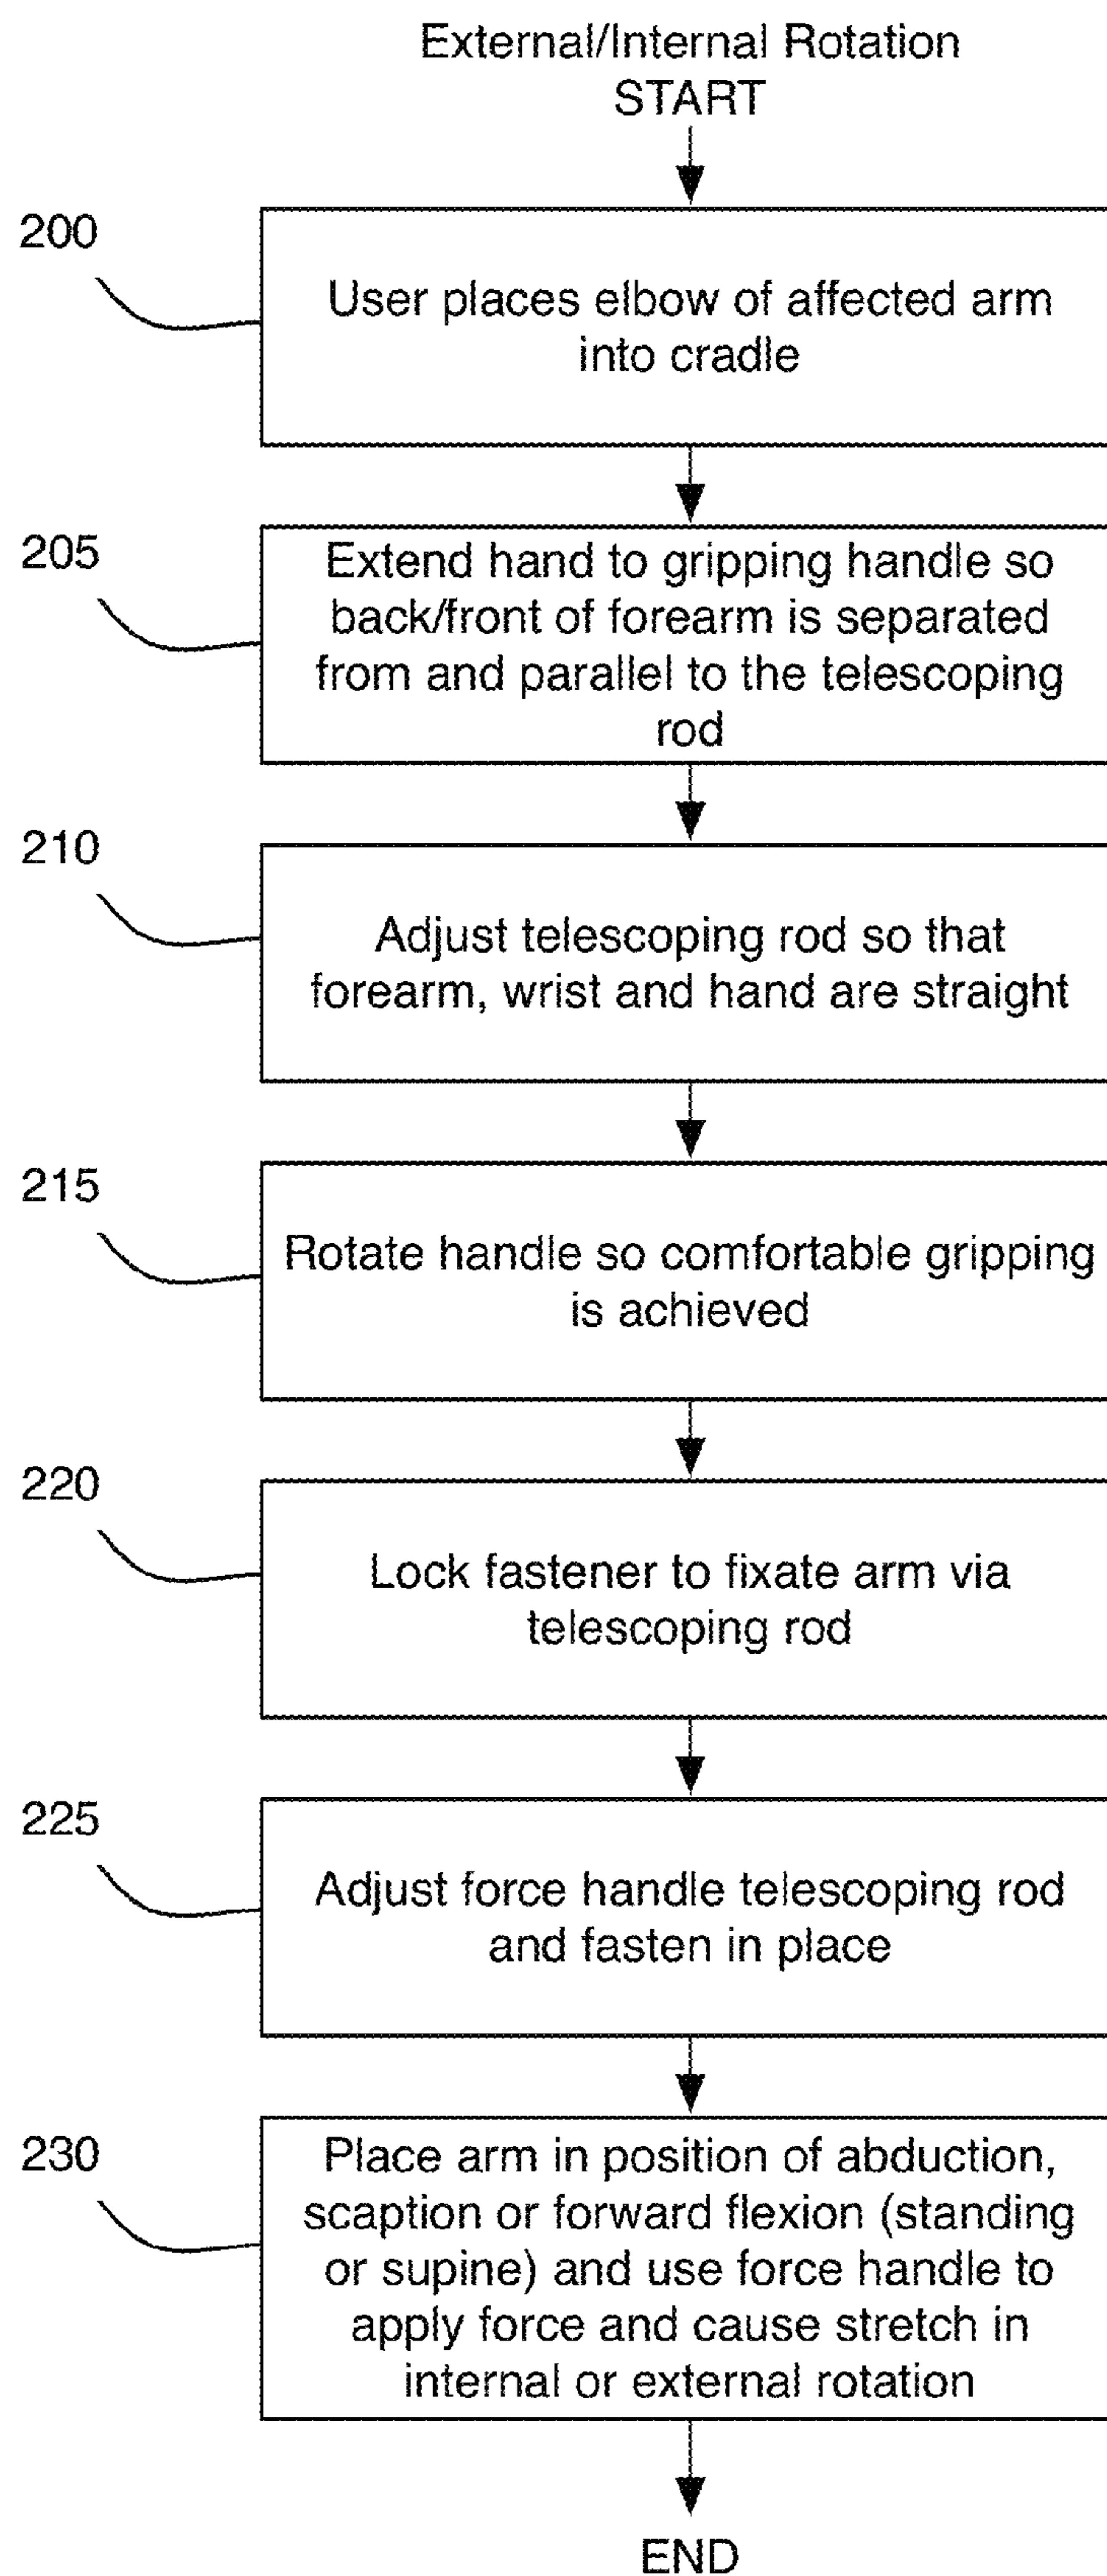 External/Internal Rotation
START
200
User places elbow of affected arm
into cradle
205
Extend hand to gripping handle so
back/front of forearm is separated
from and parallel to the telescoping
rod
210
Adjust telescoping rod so that
forearm, wrist and hand are straight
215
Rotate handle so comfortable gripping
is achieved
220
Lock fastener to fixate arm via
telescoping rod
225
Adjust force handle telescoping rod
and fasten in place
230
Place arm in position of abduction,
scaption or forward flexion (standing
or supine) and use force handle to
apply force and cause stretch in
internal or external rotation
END